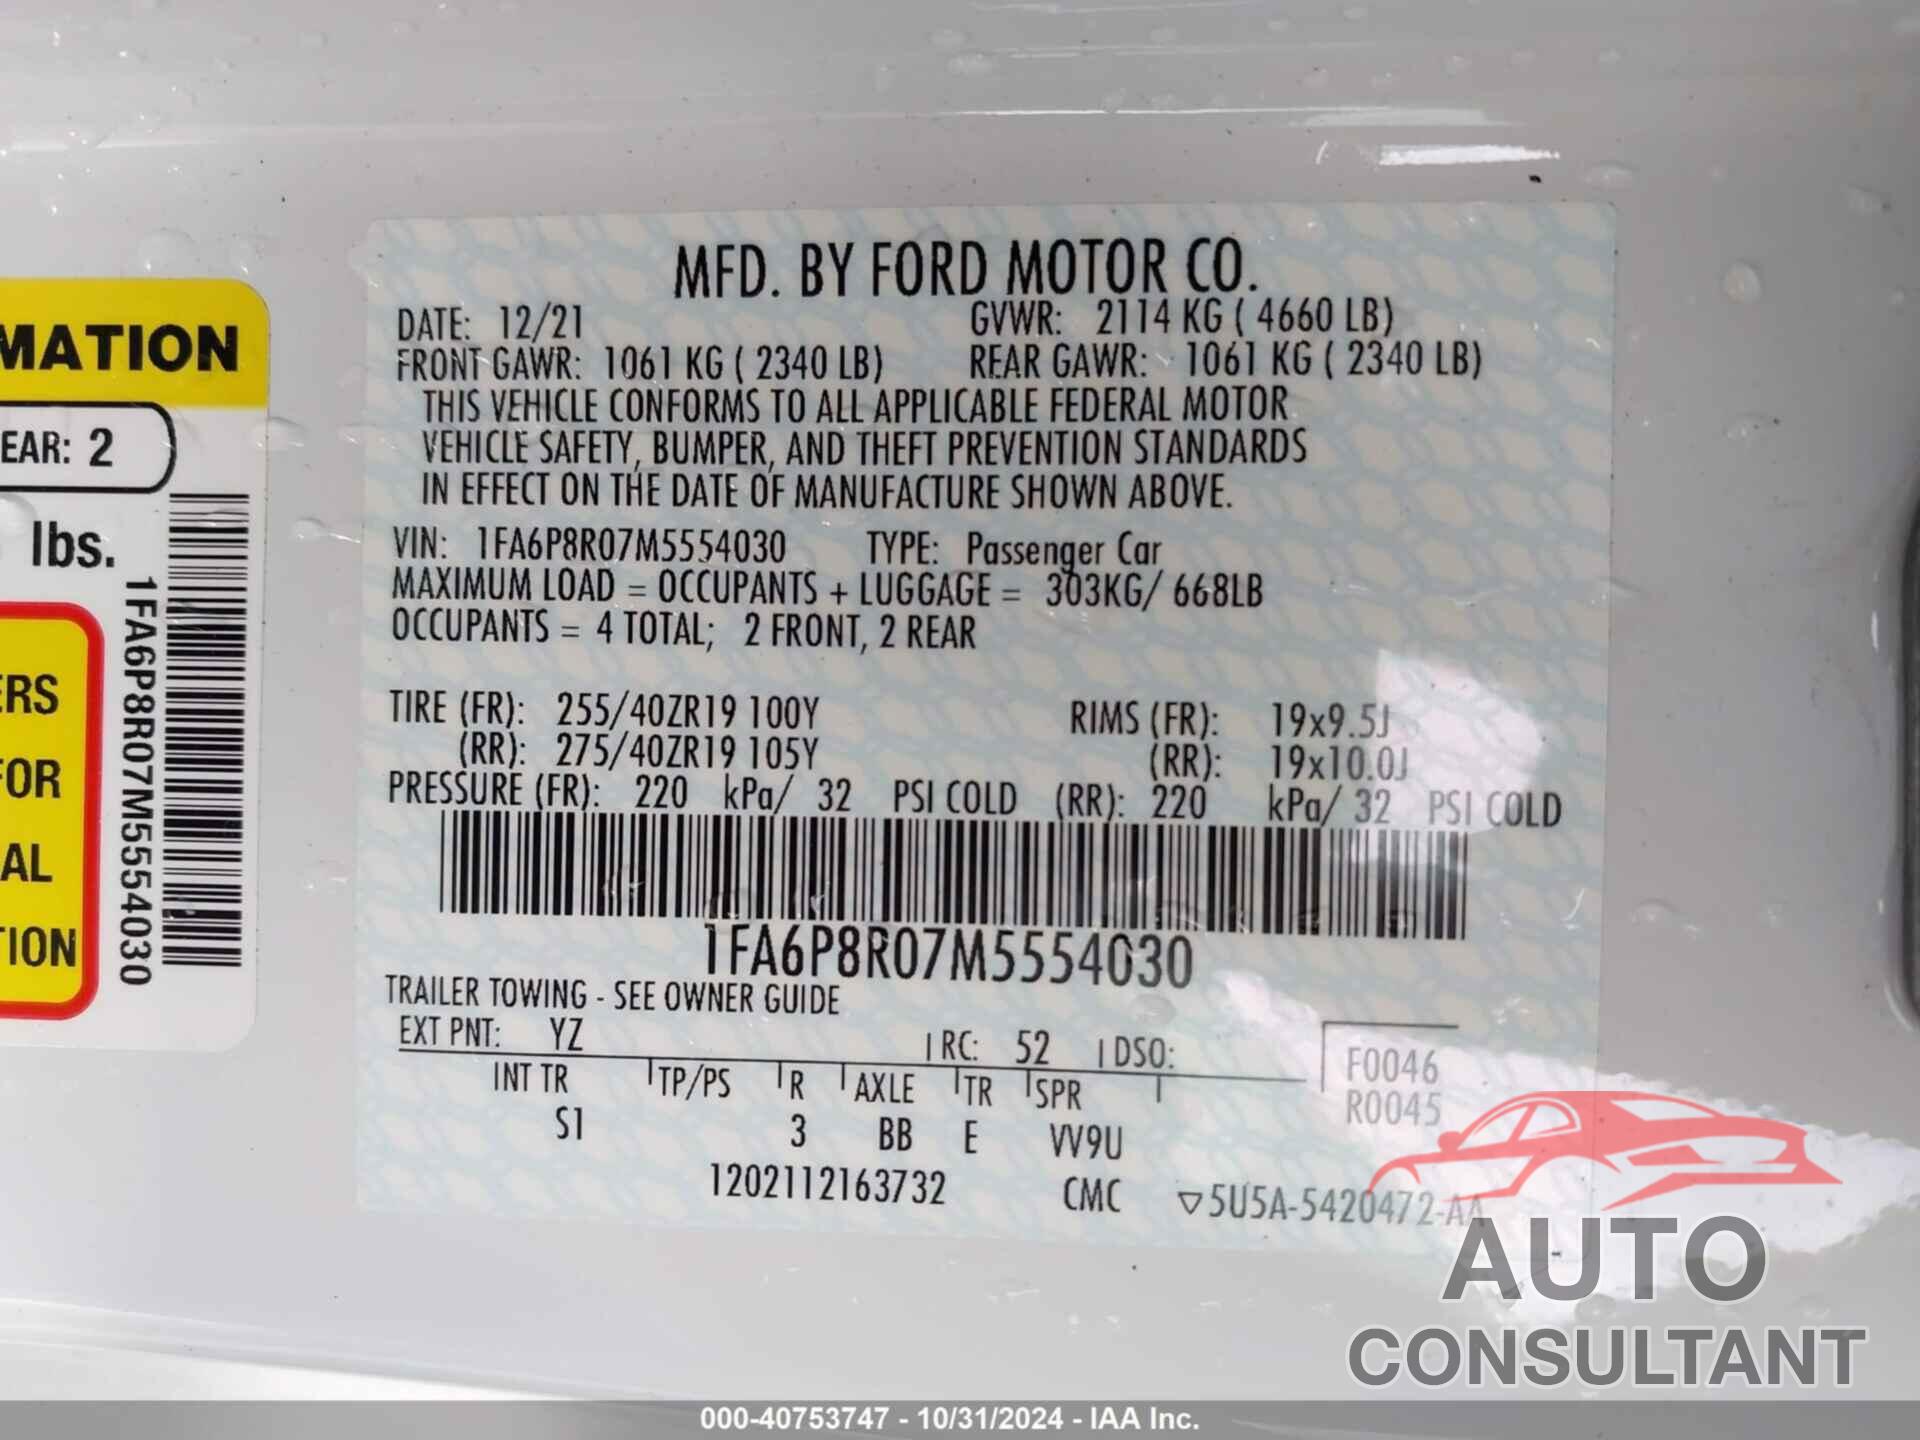 MATION
EAR: 2
lbs.
ERS
FOR
AL
TION
1FA6P8R07M5554030
MFD. BY FORD MOTOR CO.
DATE: 12/21 GVWR: 2114 KG ( 4660 LB)
FRONT GAWR: 1061 KG ( 2340 LB) REAR GAWR: 1061 KG ( 2340 LB)
THIS VEHICLE CONFORMS TO ALL APPLICABLE FEDERAL MOTOR
VEHICLE SAFETY, BUMPER, AND THEFT PREVENTION STANDARDS
IN EFFECT ON THE DATE OF MANUFACTURE SHOWN ABOVE.
VIN: 1FA6P8R07M5554030 TYPE: Passenger Car
MAXIMUM LOAD = OCCUPANTS + LUGGAGE = 303KG/ 668LB
OCCUPANTS = 4 TOTAL; 2 FRONT, 2 REAR
TIRE (FR): 255/40ZR19 100Y RIMS (FR): 19x9.5J
(RR): 275/40ZR19 105Y (RR): 19x10.0J
PRESSURE (FR): 220 kPa/ 32 PSI COLD (RR): 220 kPa/ 32 PSI COLD
1FA6P8R07M5554030
TRAILER TOWING - SEE OWNER GUIDE
EXT PNT: YZ RC: 52 DSO: F0046
INT TR TP/PS R AXLE TR SPR R0045
S1 3 BB E VV9U
1202112163732 CMC ▽5U5A-5420472-AA
AUTO
CONSULTANT
000-40753747 - 10/31/2024 - IAA Inc.